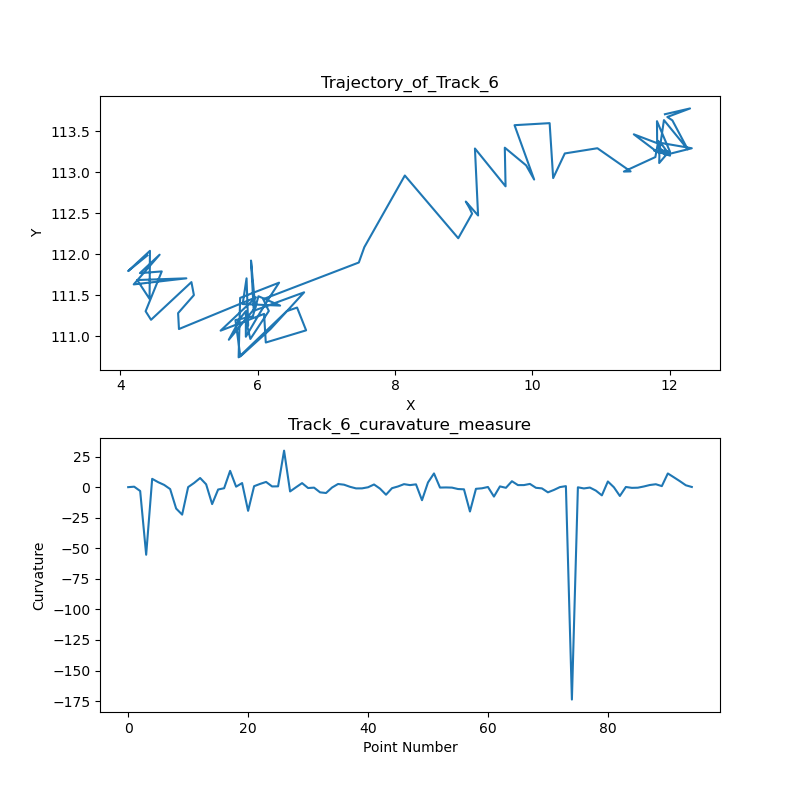 Trajectory_of_Track_6
113.5
113.0
112.5
112.0
111.5
111.0
Y
4 6 8 10 12
X
Track_6_curavature_measure
25
0
−25
−50
−75
−100
−125
−150
−175
Curvature
0 20 40 60 80
Point Number